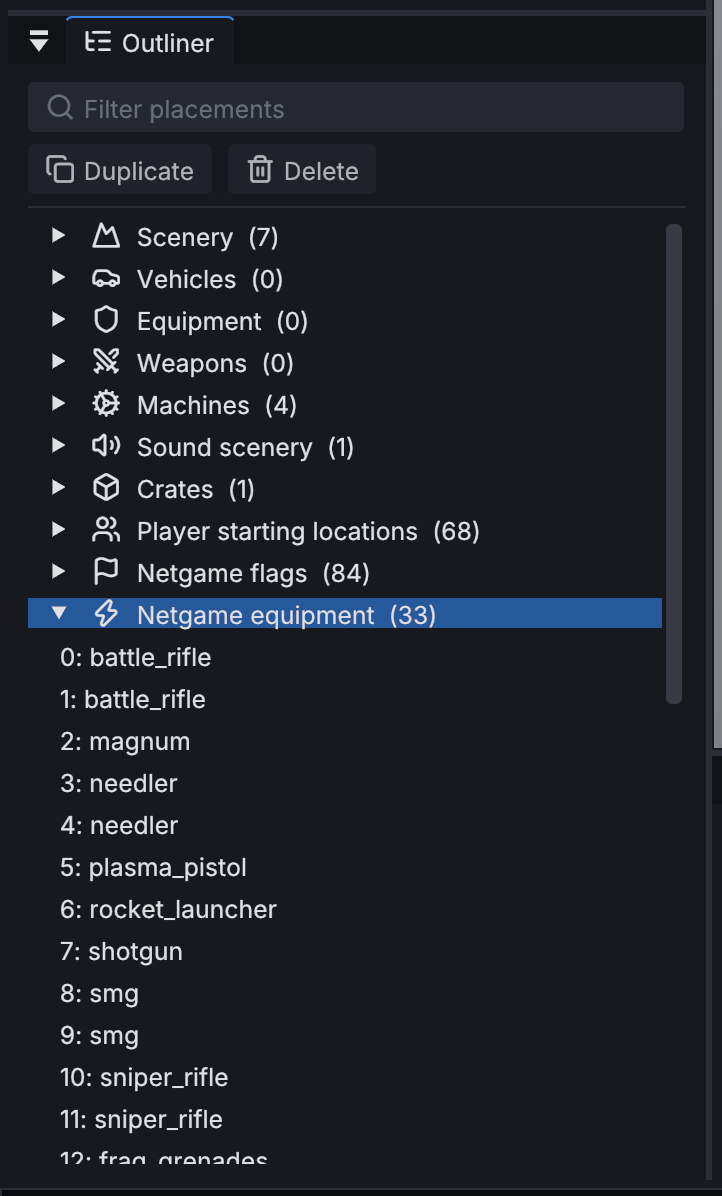 Outliner
Filter placements
Duplicate Delete
Scenery (7)
Vehicles (0)
Equipment (0)
Weapons (0)
Machines (4)
Sound scenery (1)
Crates (1)
Player starting locations (68)
Netgame flags (84)
Netgame equipment (33)
0: battle_rifle
1: battle_rifle
2: magnum
3: needler
4: needler
5: plasma_pistol
6: rocket_launcher
7: shotgun
8: smg
9: smg
10: sniper_rifle
11: sniper_rifle
12: frag_grenades